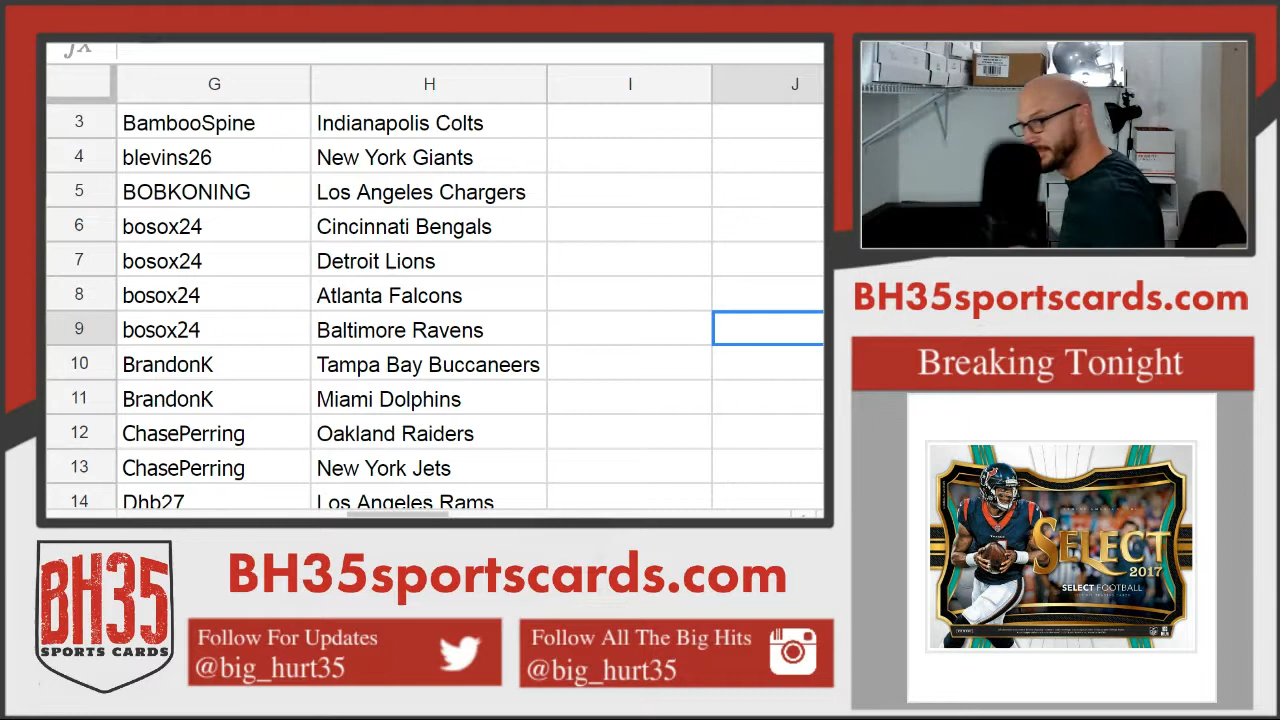 fx
G H I J
3 BambooSpine Indianapolis Colts
4 blevins26 New York Giants
5 BOBKONING Los Angeles Chargers
6 bosox24 Cincinnati Bengals
7 bosox24 Detroit Lions
8 bosox24 Atlanta Falcons
9 bosox24 Baltimore Ravens
10 BrandonK Tampa Bay Buccaneers
11 BrandonK Miami Dolphins
12 ChasePerring Oakland Raiders
13 ChasePerring New York Jets
14 Dhb27 Los Angeles Rams
BH35sportscards.com
Breaking Tonight
SELECT
2017
SELECT FOOTBALL
BH35
SPORTS CARDS
BH35sportscards.com
Follow For Updates
@big_hurt35
Follow All The Big Hits
@big_hurt35